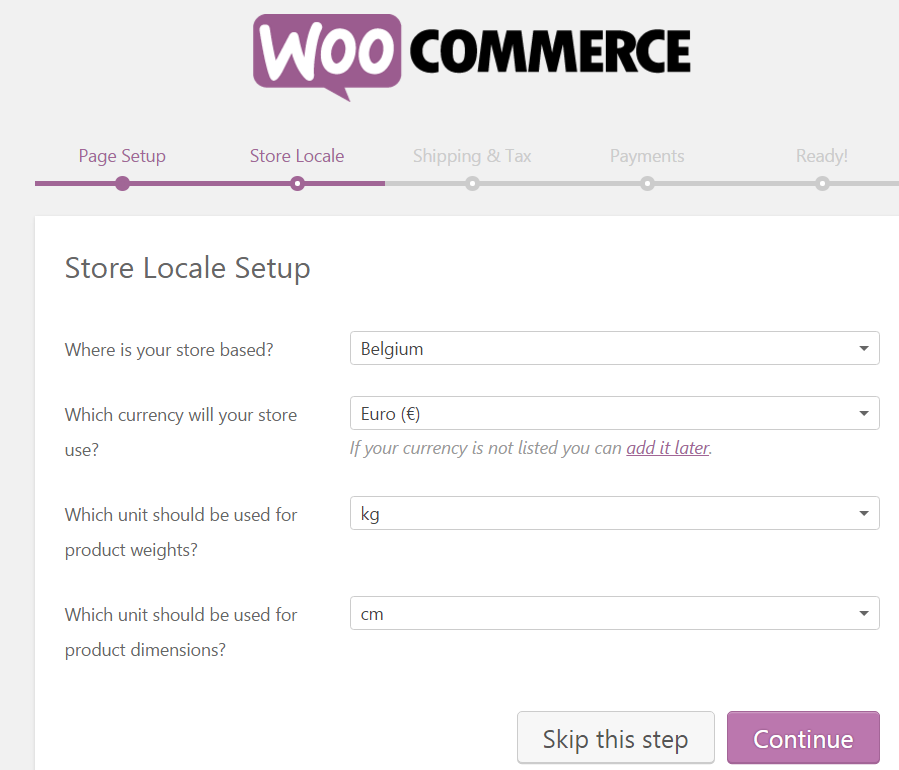 WOO COMMERCE
Page Setup Store Locale Shipping & Tax Payments Ready!
Store Locale Setup
Where is your store based? Belgium
Which currency will your store Euro (€)
use? If your currency is not listed you can add it later.
Which unit should be used for kg
product weights?
Which unit should be used for cm
product dimensions?
Skip this step Continue